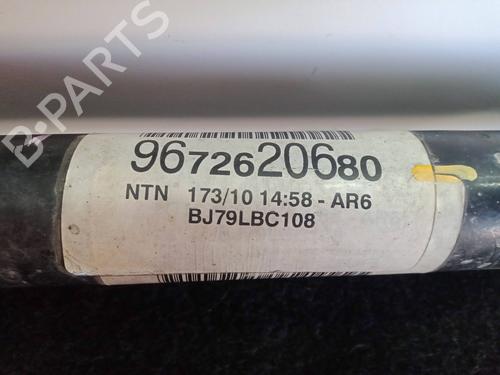 B-PARTS
9672620680
NTN 173/10 14:58 - AR6
BJ79LBC108